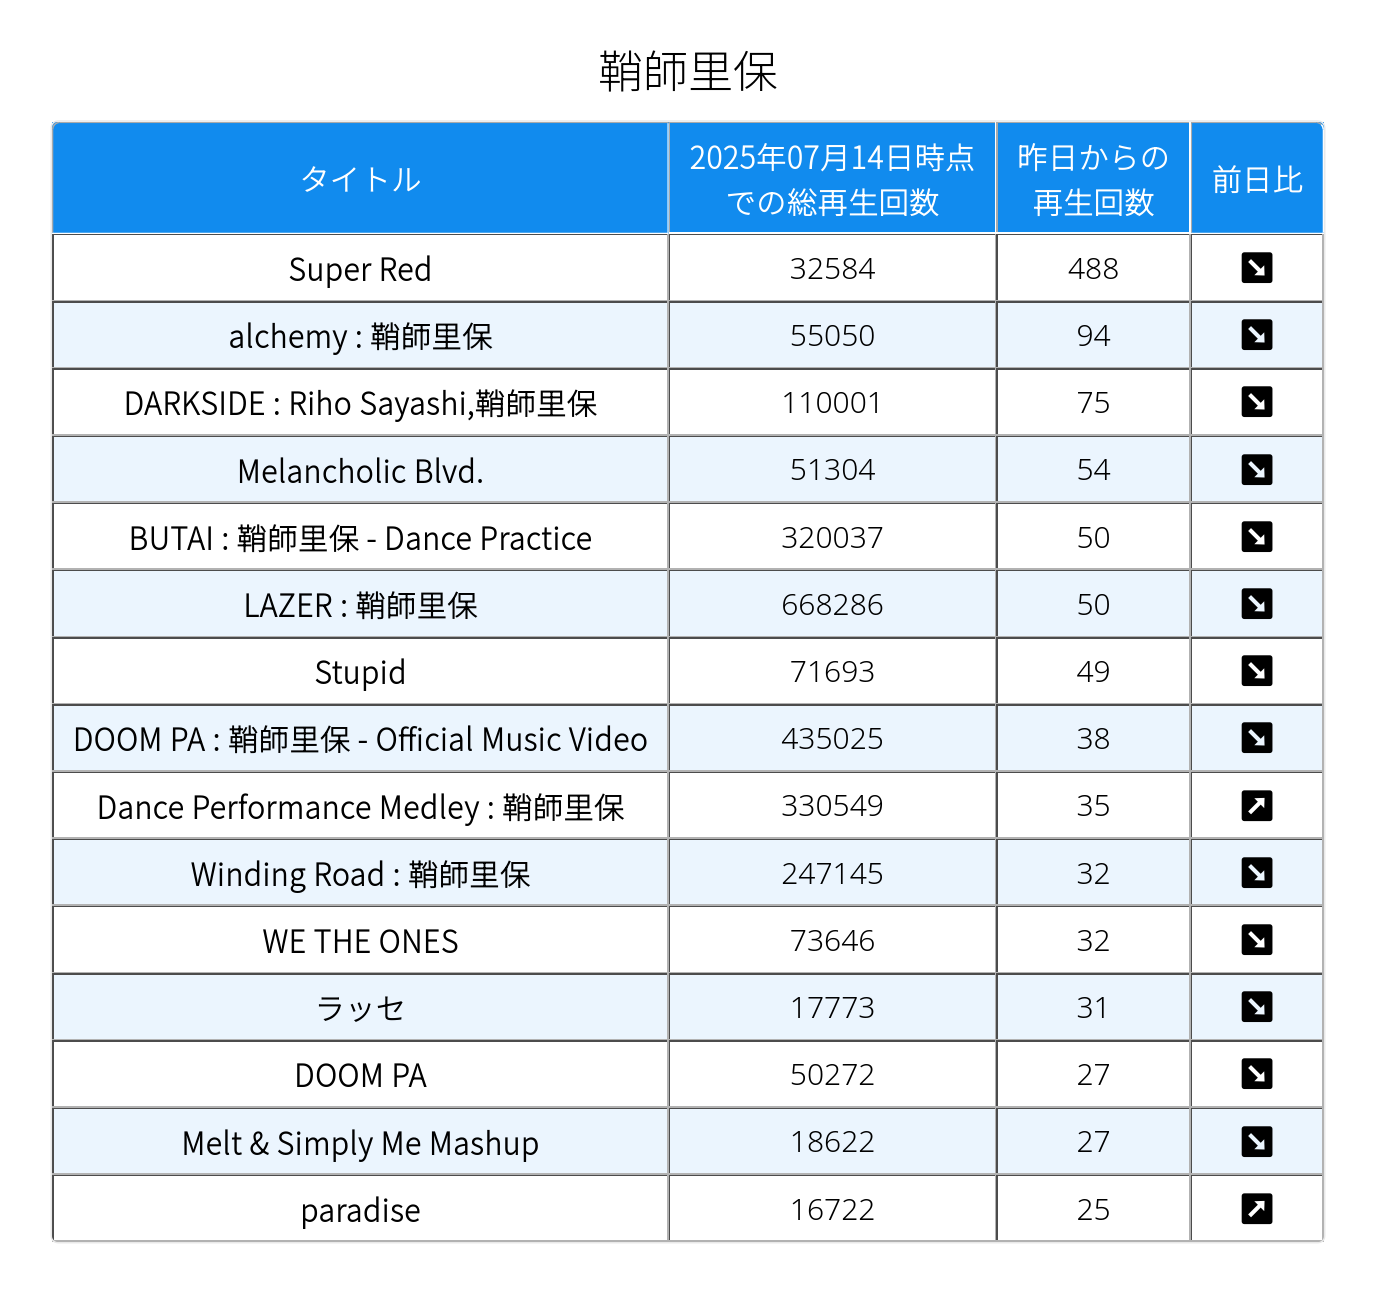 鞘師里保
タイトル
2025年07月14日時点
での総再生回数
昨日からの
再生回数
前日比
Super Red 32584 488
alchemy : 鞘師里保 55050 94
DARKSIDE : Riho Sayashi,鞘師里保 110001 75
Melancholic Blvd. 51304 54
BUTAI : 鞘師里保 - Dance Practice 320037 50
LAZER : 鞘師里保 668286 50
Stupid 71693 49
DOOM PA : 鞘師里保 - Official Music Video 435025 38
Dance Performance Medley : 鞘師里保 330549 35
Winding Road : 鞘師里保 247145 32
WE THE ONES 73646 32
ラッセ 17773 31
DOOM PA 50272 27
Melt & Simply Me Mashup 18622 27
paradise 16722 25